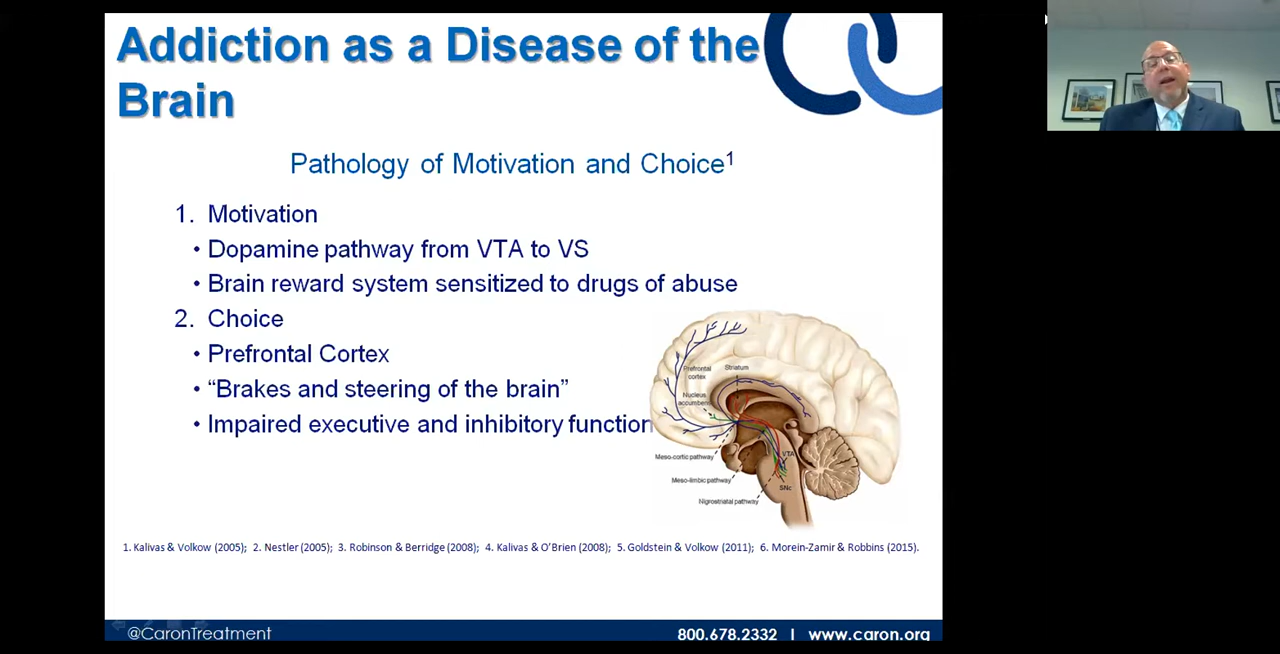 Addiction as a Disease of the
Brain
Pathology of Motivation and Choice1
1. Motivation
• Dopamine pathway from VTA to VS
• Brain reward system sensitized to drugs of abuse
2. Choice
• Prefrontal Cortex
• “Brakes and steering of the brain”
• Impaired executive and inhibitory function
Prefrontal
cortex
Striatum
Nucleus
accumbens
Meso-cortic pathway
Meso-limbic pathway
Nigrostriatal pathway
VTA
SNc
1. Kalivas & Volkow (2005); 2. Nestler (2005); 3. Robinson & Berridge (2008); 4. Kalivas & O’Brien (2008); 5. Goldstein & Volkow (2011); 6. Morein-Zamir & Robbins (2015).
@CaronTreatment
800.678.2332 | www.caron.org